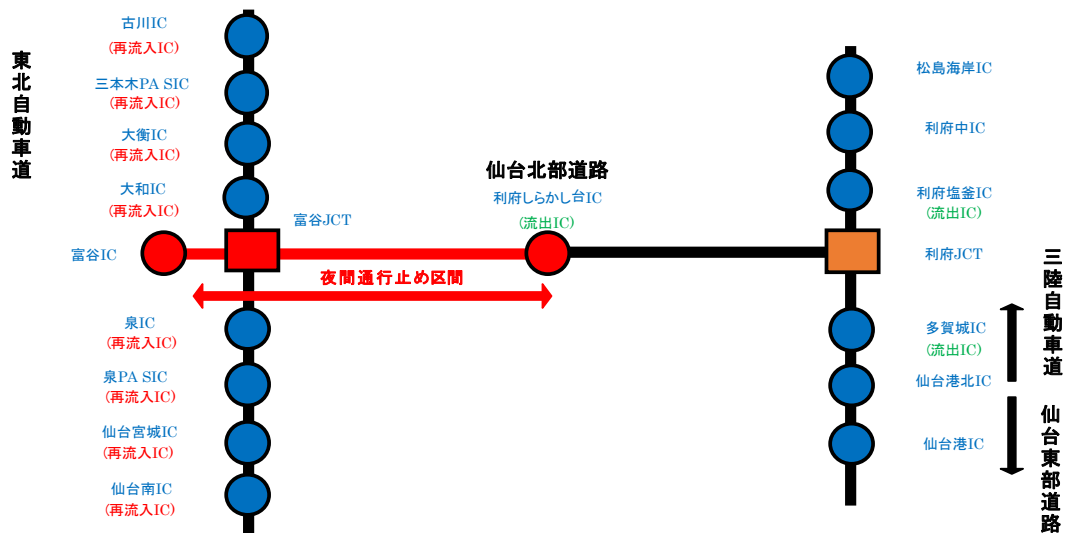 東北自動車道
古川IC
(再流入IC)
三本木PA SIC
(再流入IC)
大衡IC
(再流入IC)
大和IC
(再流入IC)
富谷IC
富谷JCT
仙台北部道路
利府しらかし台IC
(流出IC)
夜間通行止め区間
泉IC
(再流入IC)
泉PA SIC
(再流入IC)
仙台宮城IC
(再流入IC)
仙台南IC
(再流入IC)
松島海岸IC
利府中IC
利府塩釜IC
(流出IC)
利府JCT
多賀城IC
(流出IC)
仙台港北IC
仙台港IC
三陸自動車道
仙台東部道路